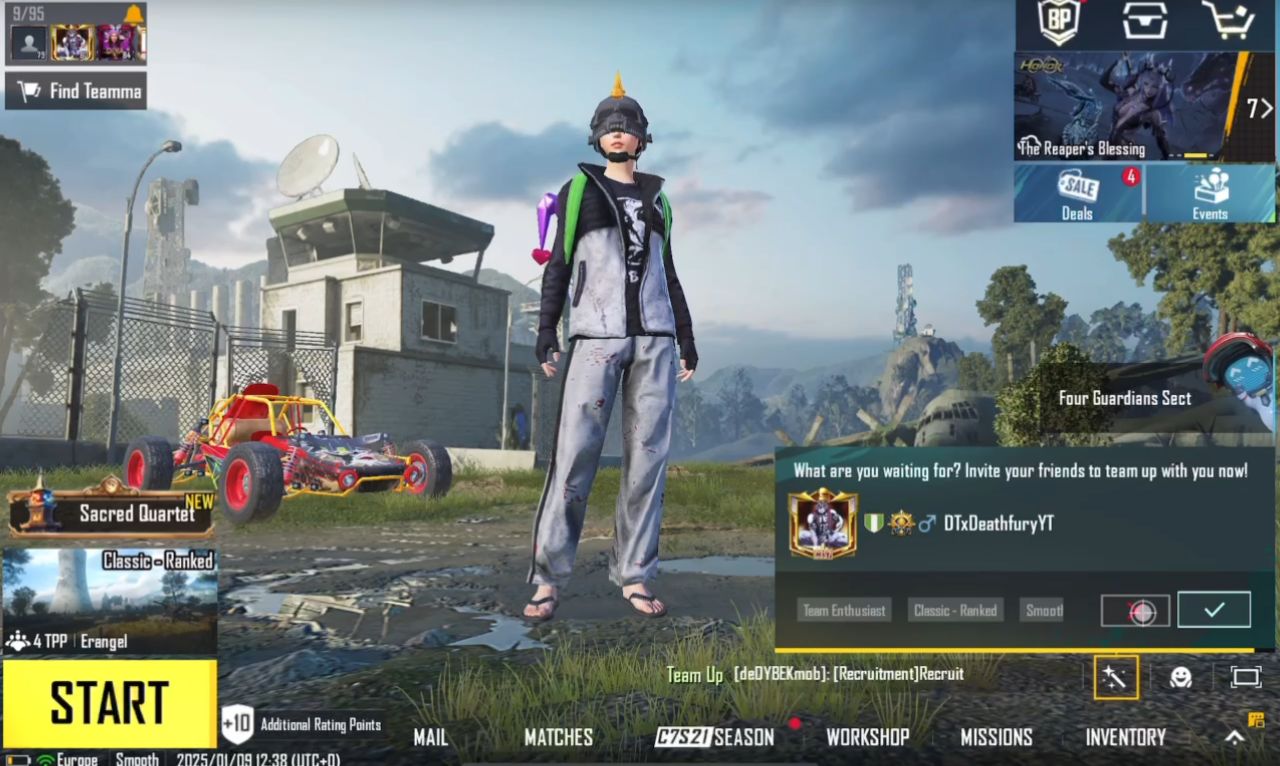 9/95
Find Teamma
BP
HONOR
The Reaper's Blessing
7
SALE
4
Deals
Events
Four Guardians Sect
What are you waiting for? Invite your friends to team up with you now!
DTxDeathfuryYT
Team Enthusiast
Classic - Ranked
Smoot
Sacred Quartet
NEW
Classic - Ranked
4 TPP | Erangel
START
+10 Additional Rating Points
Team Up [deDYBEKmob]: [Recruitment]Recruit
MAIL
MATCHES
C7S21 SEASON
WORKSHOP
MISSIONS
INVENTORY
Europe Smooth 2025/01/09 12:38 (UTC+0)